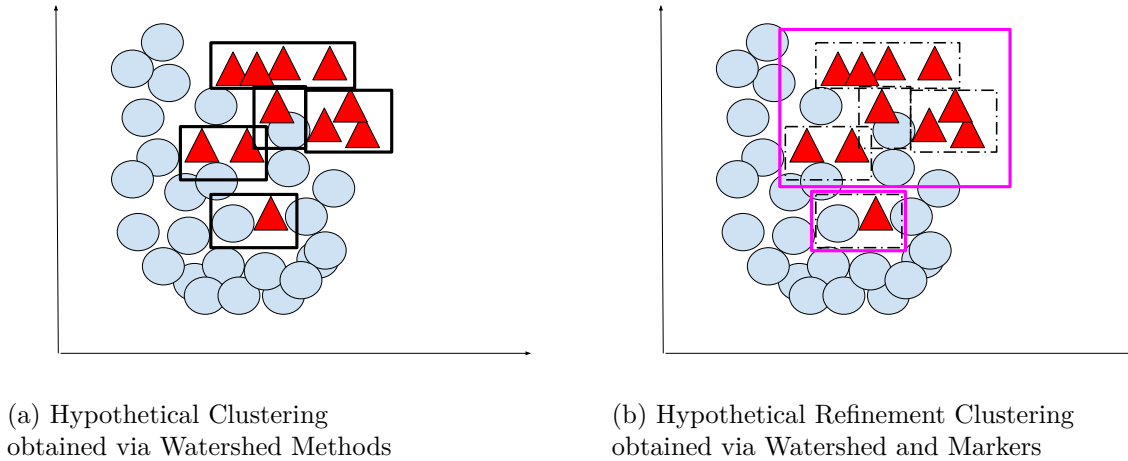 (a) Hypothetical Clustering
obtained via Watershed Methods
(b) Hypothetical Refinement Clustering
obtained via Watershed and Markers